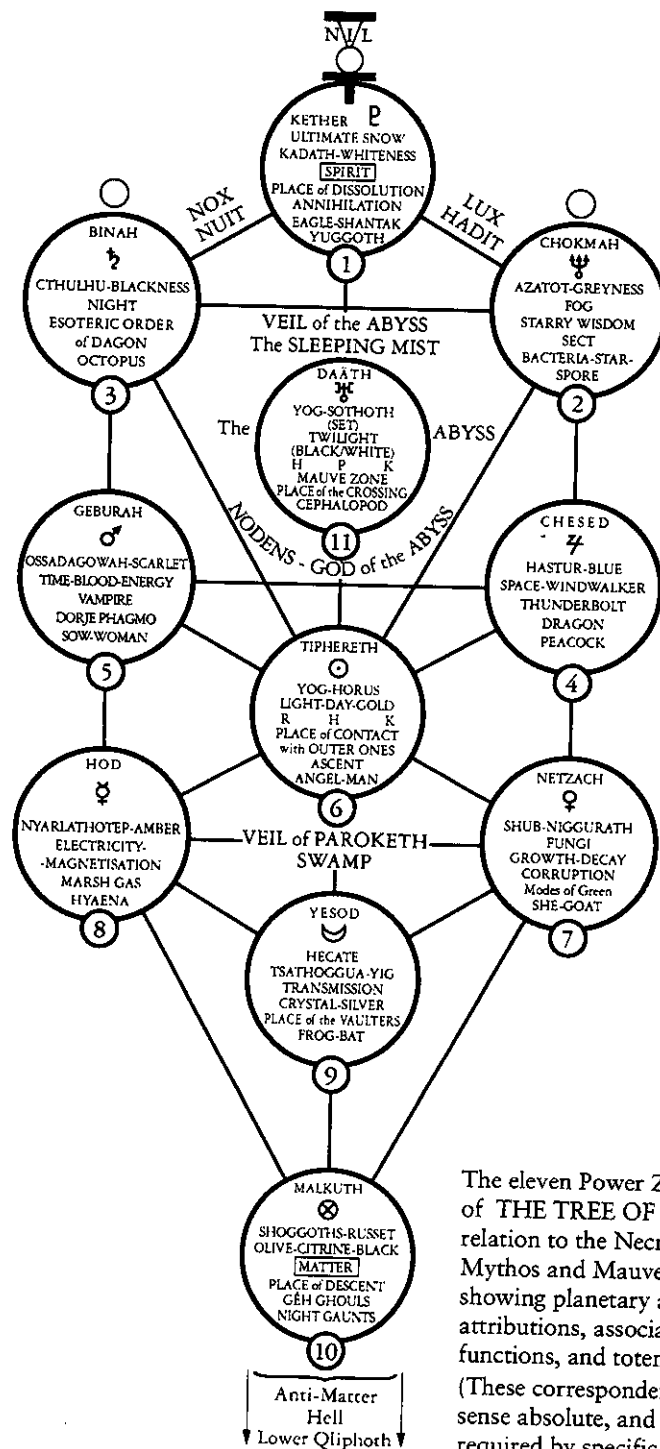 NIL
KETHER ♇
ULTIMATE SNOW
KADATH-WHITENESS
SPIRIT
PLACE of DISSOLUTION
ANNIHILATION
EAGLE-SHANTAK
YUGGOTH
1
NOX
NUIT
LUX
HADIT
BINAH
♄
CTHULHU-BLACKNESS
NIGHT
ESOTERIC ORDER
of DAGON
OCTOPUS
3
CHOKMAH
♆
AZATOT-GREYNESS
FOG
STARRY WISDOM
SECT
BACTERIA-STAR-
SPORE
2
VEIL of the ABYSS
The SLEEPING MIST
The ABYSS
DAÄTH
♅
YOG-SOTHOTH
(SET)
TWILIGHT
(BLACK/WHITE)
H P K
MAUVE ZONE
PLACE of the CROSSING
CEPHALOPOD
11
NODENS - GOD of the ABYSS
GEBURAH
♂
OSSADAGOWAH-SCARLET
TIME-BLOOD-ENERGY
VAMPIRE
DORJE PHAGMO
SOW-WOMAN
5
CHESED
♃
HASTUR-BLUE
SPACE-WINDWALKER
THUNDERBOLT
DRAGON
PEACOCK
4
TIPHERETH
☉
YOG-HORUS
LIGHT-DAY-GOLD
R H K
PLACE of CONTACT
with OUTER ONES
ASCENT
ANGEL-MAN
6
HOD
☿
NYARLATHOTEP-AMBER
ELECTRICITY-
-MAGNETISATION
MARSH GAS
HYAENA
8
NETZACH
♀
SHUB-NIGGURATH
FUNGI
GROWTH-DECAY
CORRUPTION
Modes of Green
SHE-GOAT
7
VEIL of PAROKETH
SWAMP
YESOD
HECATE
TSATHOGGUA-YIG
TRANSMISSION
CRYSTAL-SILVER
PLACE of the VAULTERS
FROG-BAT
9
MALKUTH
⊗
SHOGGOTHS-RUSSET
OLIVE-CITRINE-BLACK
MATTER
PLACE of DESCENT
GÉH GHOULS
NIGHT GAUNTS
10
Anti-Matter
Hell
Lower Qliphoth
The eleven Power Z
of THE TREE OF
relation to the Necr
Mythos and Mauve
showing planetary a
attributions, associa
functions, and toter
(These corresponder
sense absolute, and
required by specific